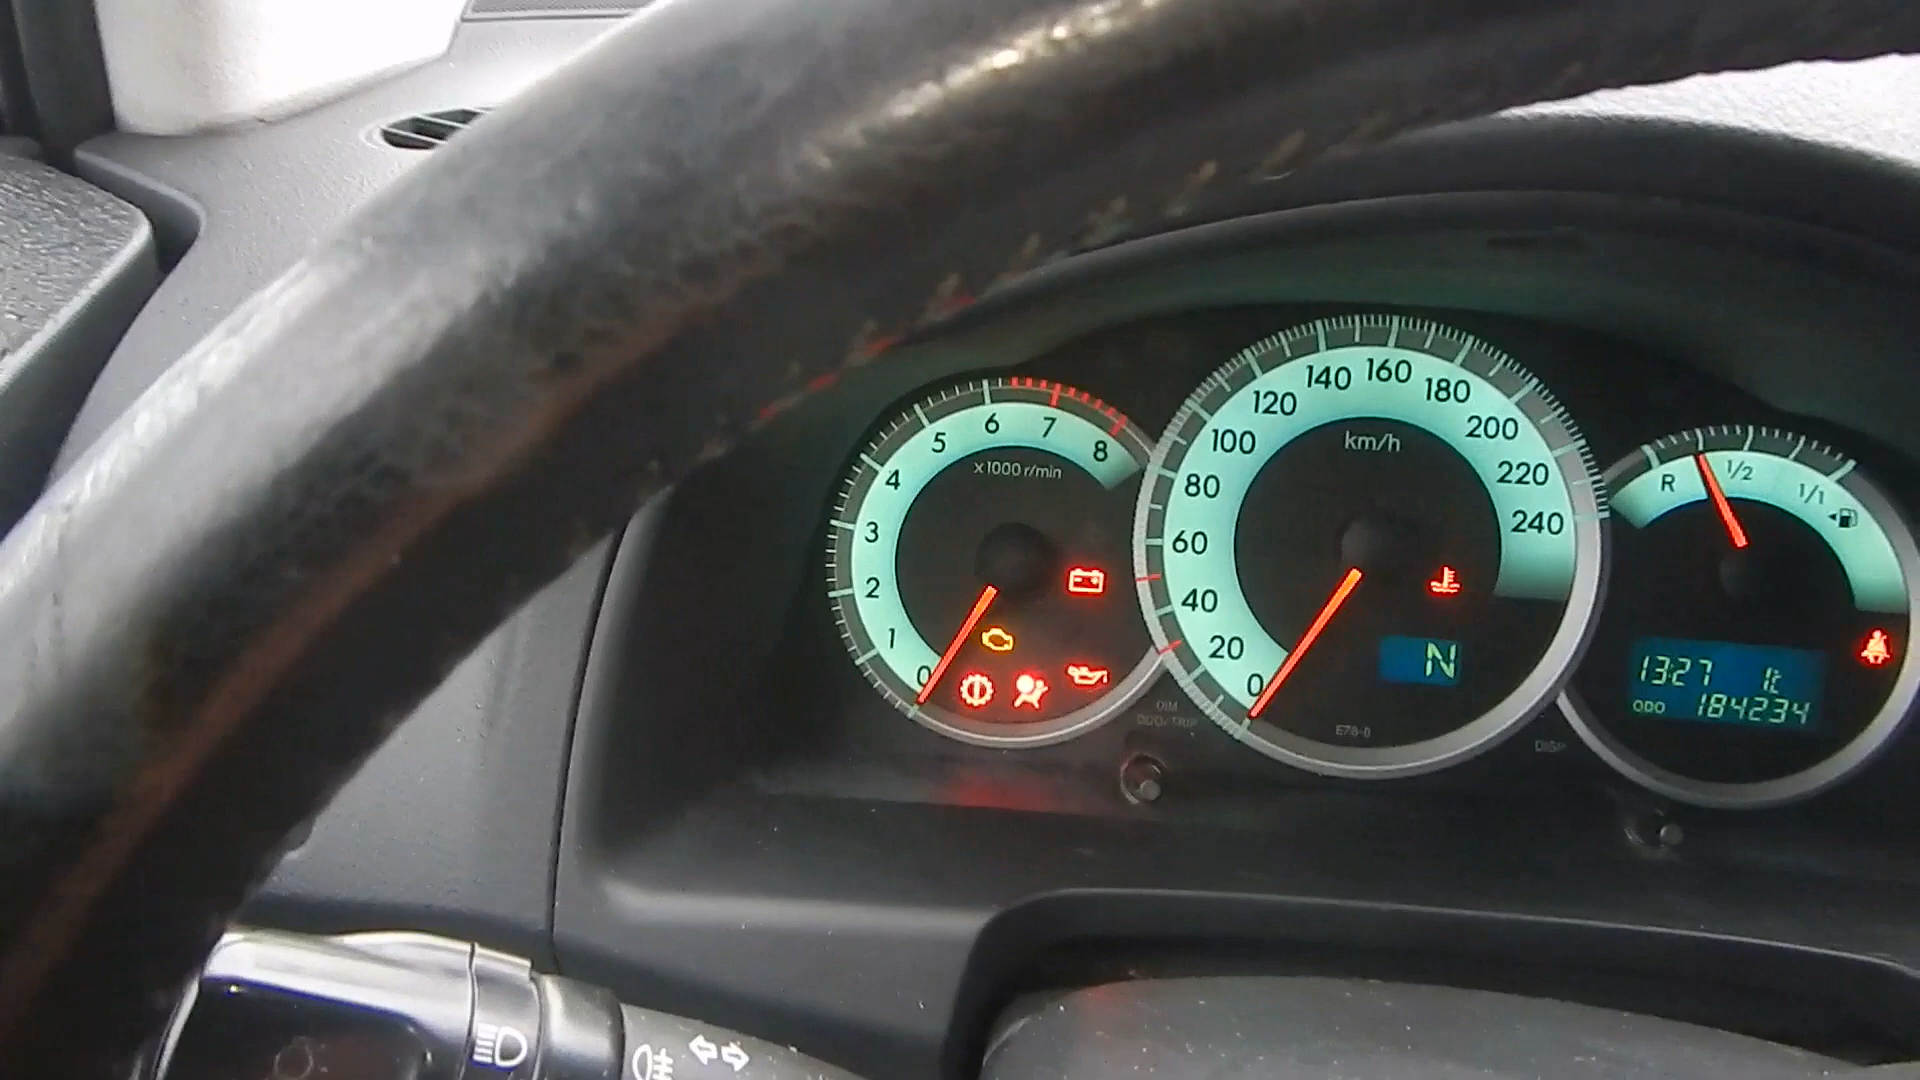 0 1 2 3 4 5 6 7 8
x1000 r/min
0 20 40 60 80 100 120 140 160 180 200 220 240
km/h
N
E78-0
DIM
ODO/TRIP
DISP
R 1/2 1/1
13:27
ODO 184234